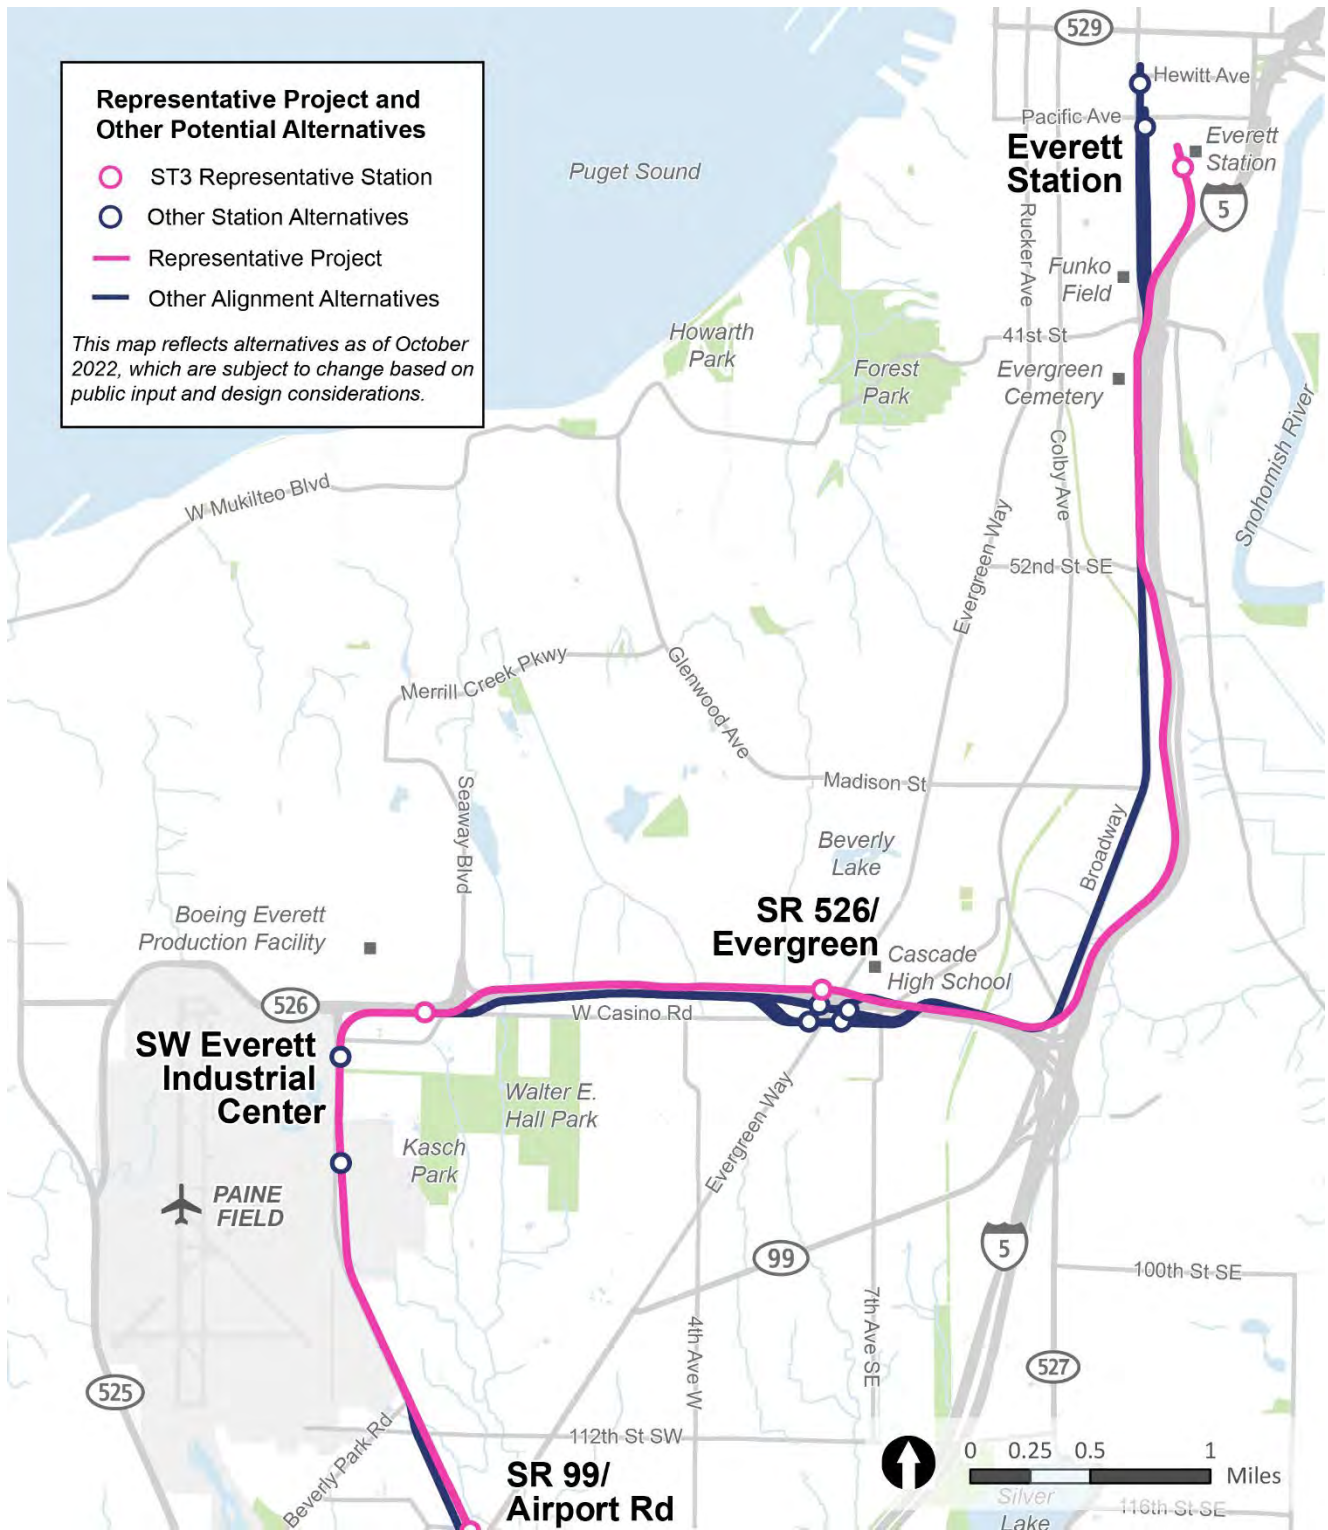 Representative Project and
Other Potential Alternatives
ST3 Representative Station
Other Station Alternatives
Representative Project
Other Alignment Alternatives
This map reflects alternatives as of October
2022, which are subject to change based on
public input and design considerations.
529
Hewitt Ave
Pacific Ave
Everett
Station
Everett
Station
5
Puget Sound
Rucker Ave
Funko
Field
41st St
Howarth
Park
Forest
Park
Evergreen
Cemetery
Colby Ave
Snohomish River
W Mukilteo Blvd
Evergreen Way
52nd St SE
Merrill Creek Pkwy
Glenwood Ave
Madison St
Seaway Blvd
Beverly
Lake
Broadway
SR 526/
Evergreen
Boeing Everett
Production Facility
Cascade
High School
526
W Casino Rd
SW Everett
Industrial
Center
Walter E.
Hall Park
Kasch
Park
Evergreen Way
PAINE
FIELD
99
5
100th St SE
7th Ave SE
4th Ave W
525
527
Beverly Park Rd
112th St SW
SR 99/
Airport Rd
0 0.25 0.5 1
Miles
Silver
Lake
116th St SE